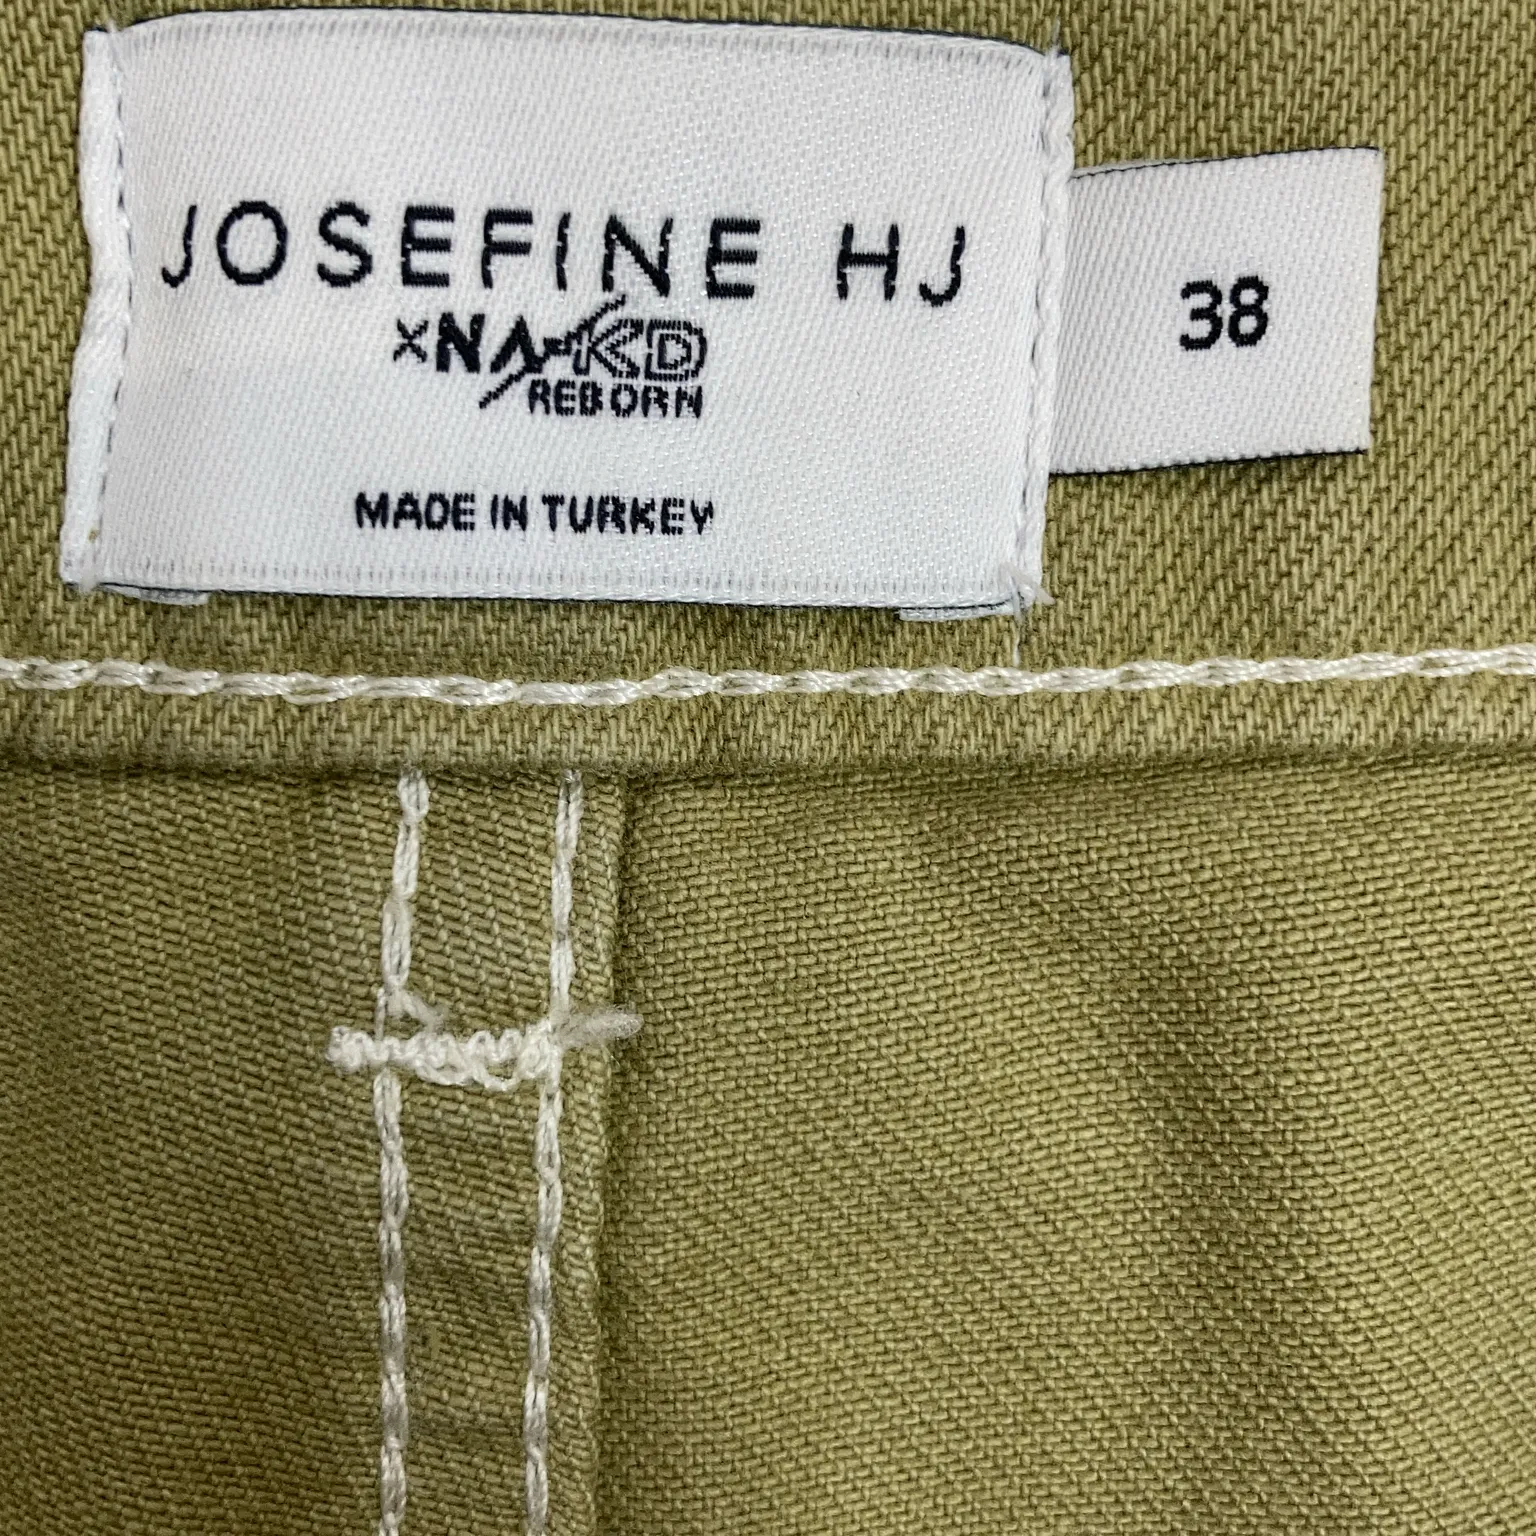 JOSEFINE HJ
×NA-KD
REBORN
MADE IN TURKEY
38